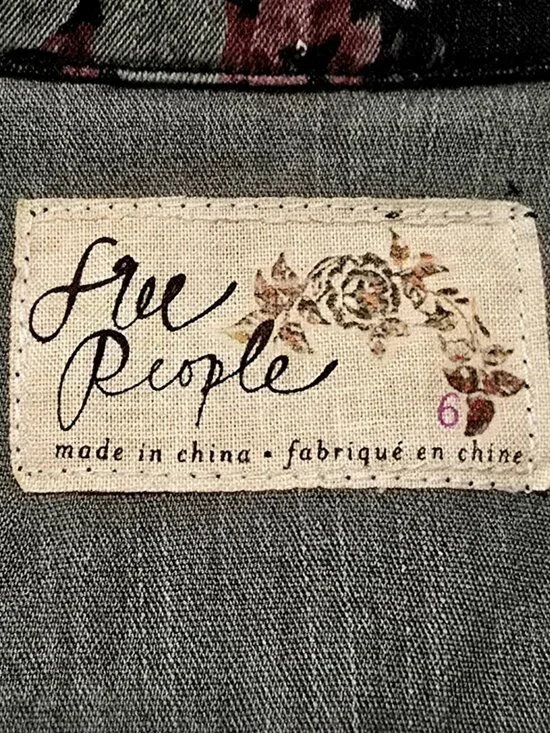 free
People
6
made in china • fabriqué en chine.